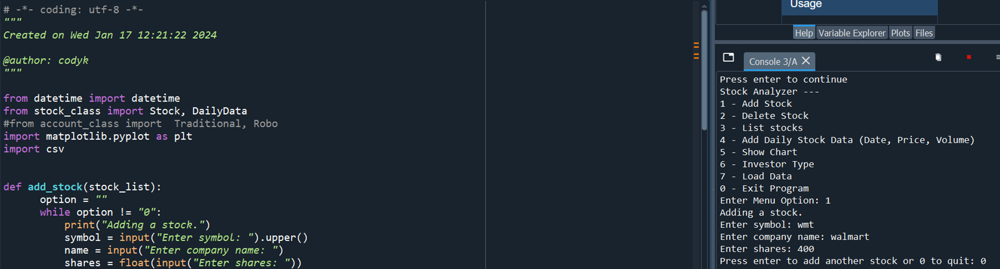 # -*- coding: utf-8 -*-
"""
Created on Wed Jan 17 12:21:22 2024
@author: codyk
"""
from datetime import datetime
from stock_class import Stock, DailyData
#from account_class import  Traditional, Robo
import matplotlib.pyplot as plt
import csv
def add_stock(stock_list):
option = ""
while option != "0":
print("Adding a stock.")
symbol = input("Enter symbol: ").upper()
name = input("Enter company name: ")
shares = float(input("Enter shares: "))
Usage
Help Variable Explorer Plots Files
Console 3/A
Press enter to continue
Stock Analyzer ---
1 - Add Stock
2 - Delete Stock
3 - List stocks
4 - Add Daily Stock Data (Date, Price, Volume)
5 - Show Chart
6 - Investor Type
7 - Load Data
0 - Exit Program
Enter Menu Option: 1
Adding a stock.
Enter symbol: wmt
Enter company name: walmart
Enter shares: 400
Press enter to add another stock or 0 to quit: 0